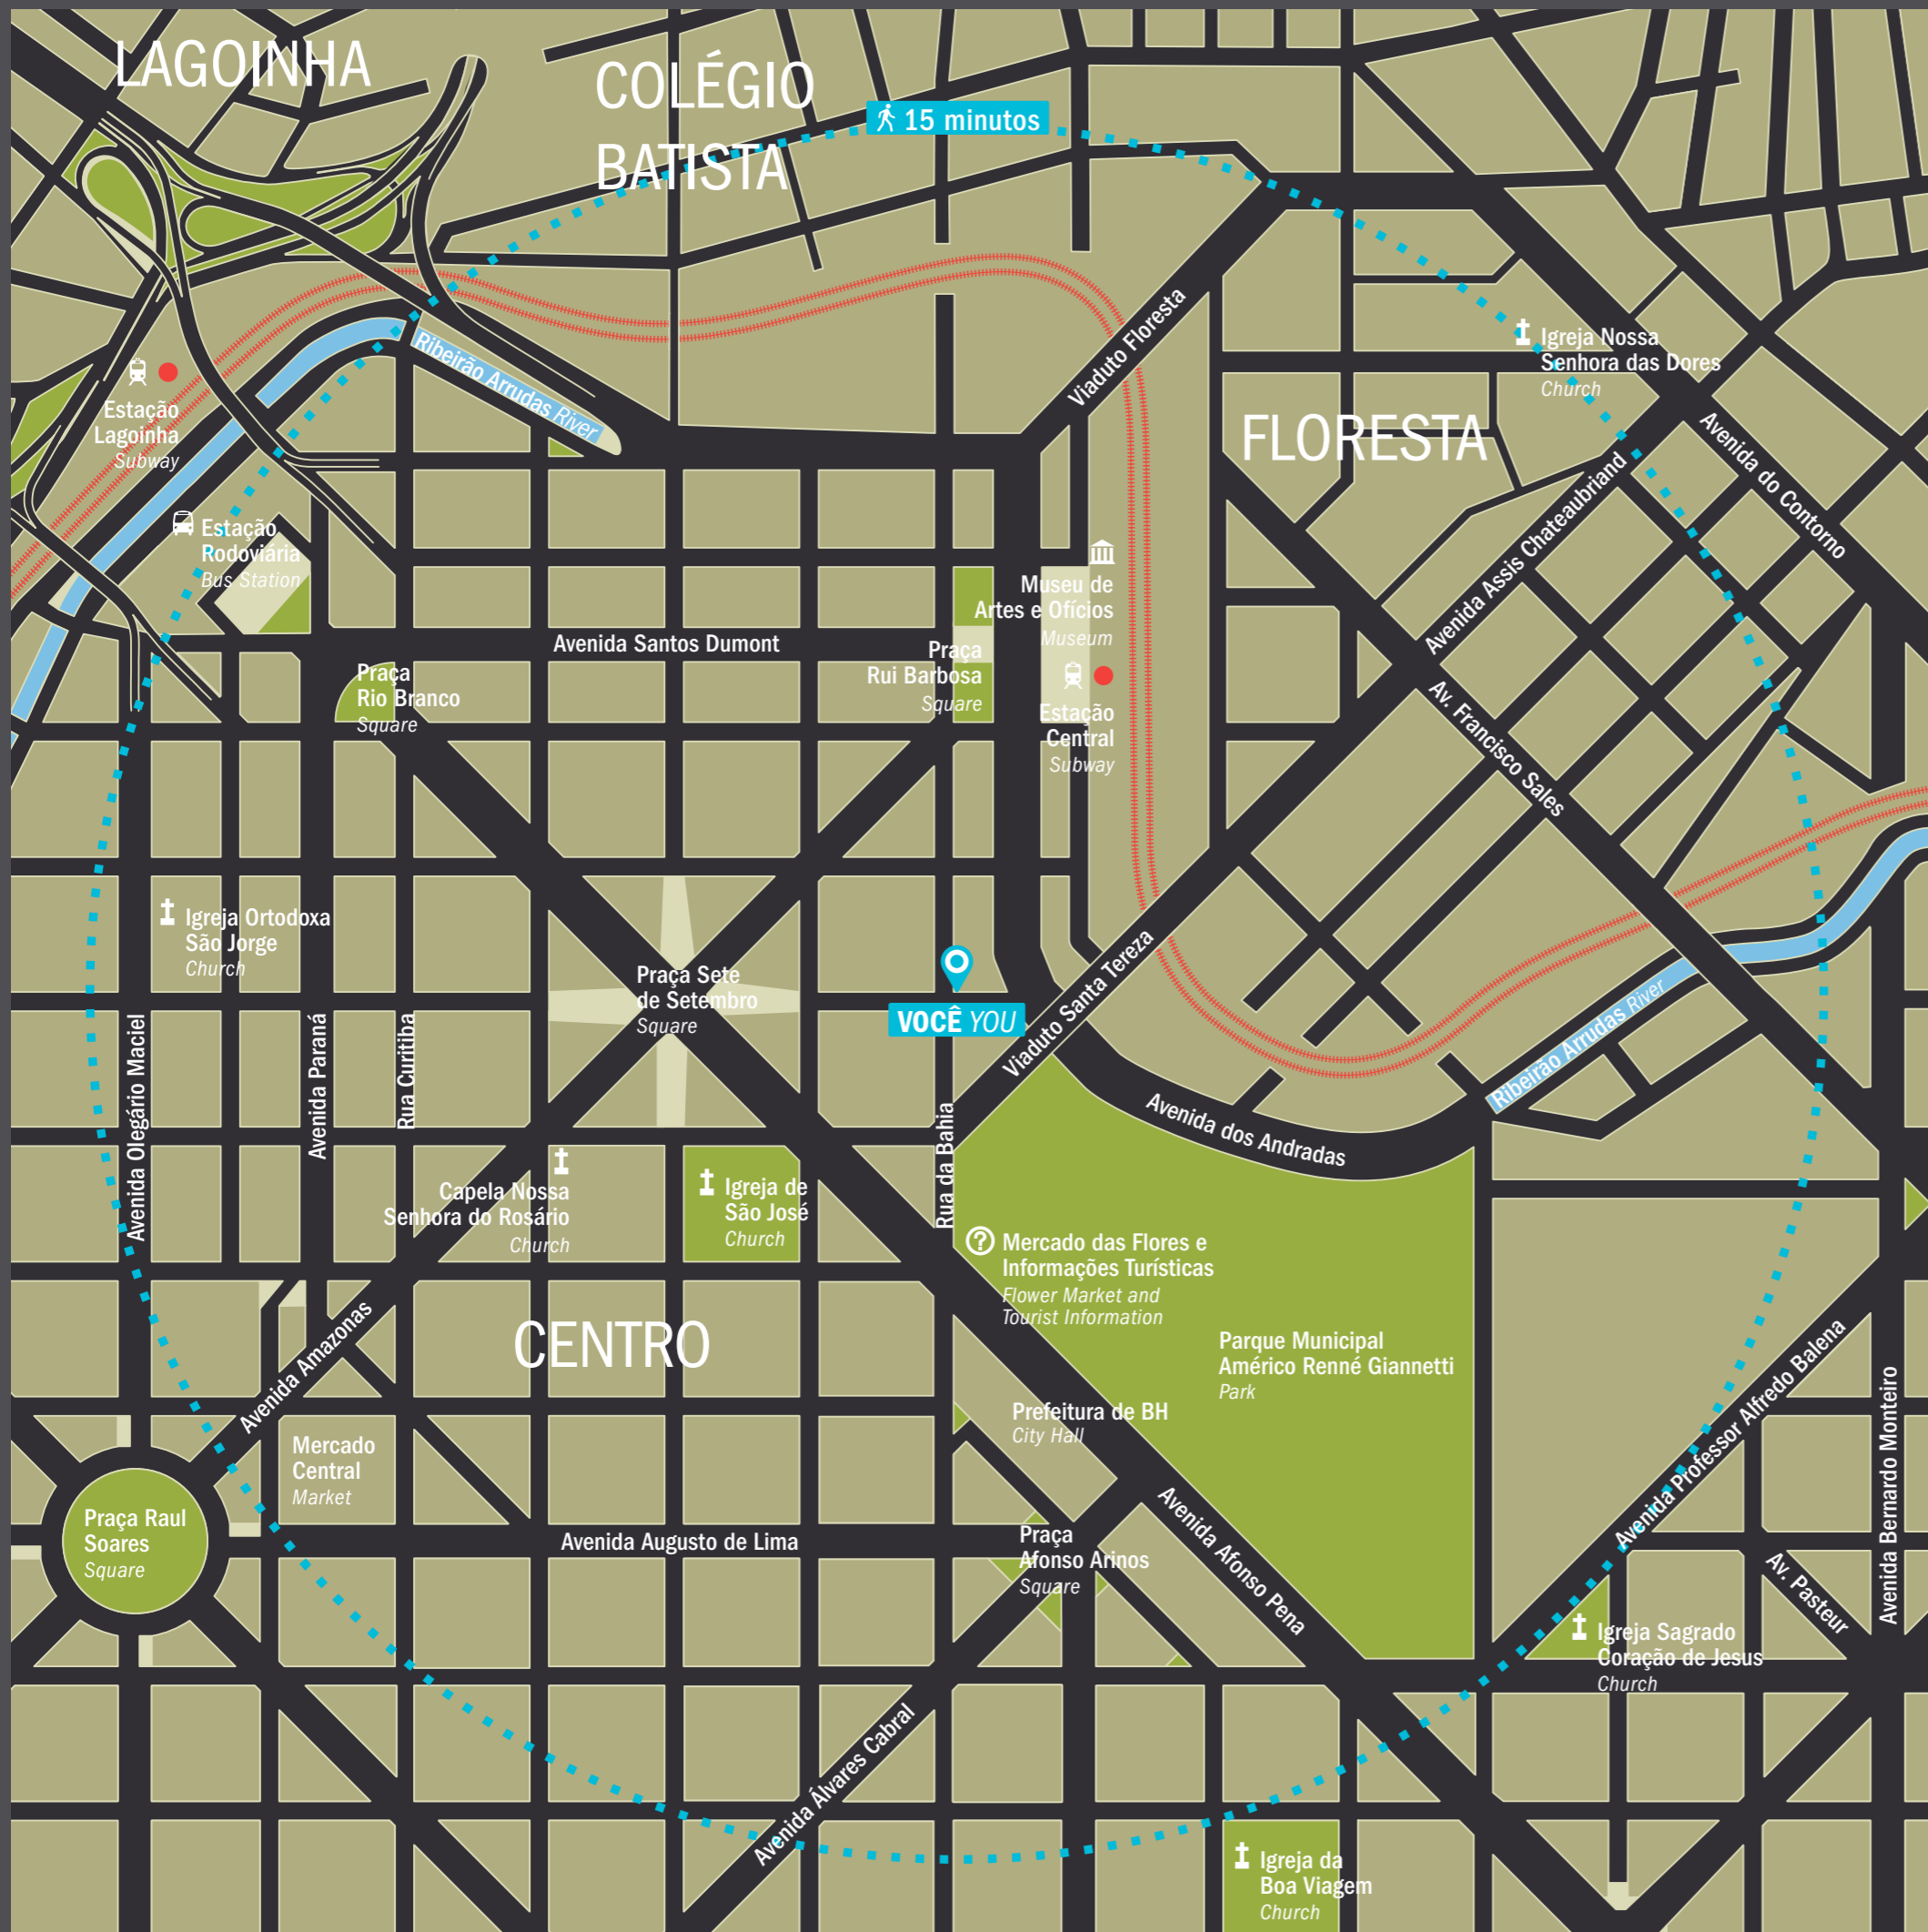 LAGOINHA
COLÉGIO
BATISTA
15 minutos
Viaduto Floresta
Igreja Nossa
Senhora das Dores
Church
Ribeirão Arrudas River
Estação
Lagoinha
Subway
FLORESTA
Avenida do Contorno
Avenida Assis Chateaubriand
Estação
Rodoviária
Bus Station
Museu de
Artes e Ofícios
Museum
Avenida Santos Dumont
Praça
Rui Barbosa
Square
Praça
Rio Branco
Square
Estação
Central
Subway
Av. Francisco Sales
Igreja Ortodoxa
São Jorge
Church
Praça Sete
de Setembro
Square
VOCÊ YOU
Viaduto Santa Tereza
Ribeirão Arrudas River
Avenida Olegário Maciel
Avenida Paraná
Rua Curitiba
Rua da Bahia
Avenida dos Andradas
Capela Nossa
Senhora do Rosário
Church
Igreja de
São José
Church
?
Mercado das Flores e
Informações Turísticas
Flower Market and
Tourist Information
CENTRO
Avenida Amazonas
Parque Municipal
Américo Renné Giannetti
Park
Avenida Professor Alfredo Balena
Avenida Bernardo Monteiro
Prefeitura de BH
City Hall
Mercado
Central
Market
Praça Raul
Soares
Square
Avenida Augusto de Lima
Praça
Afonso Arinos
Square
Avenida Afonso Pena
Av. Pasteur
Igreja Sagrado
Coração de Jesus
Church
Avenida Álvares Cabral
Igreja da
Boa Viagem
Church